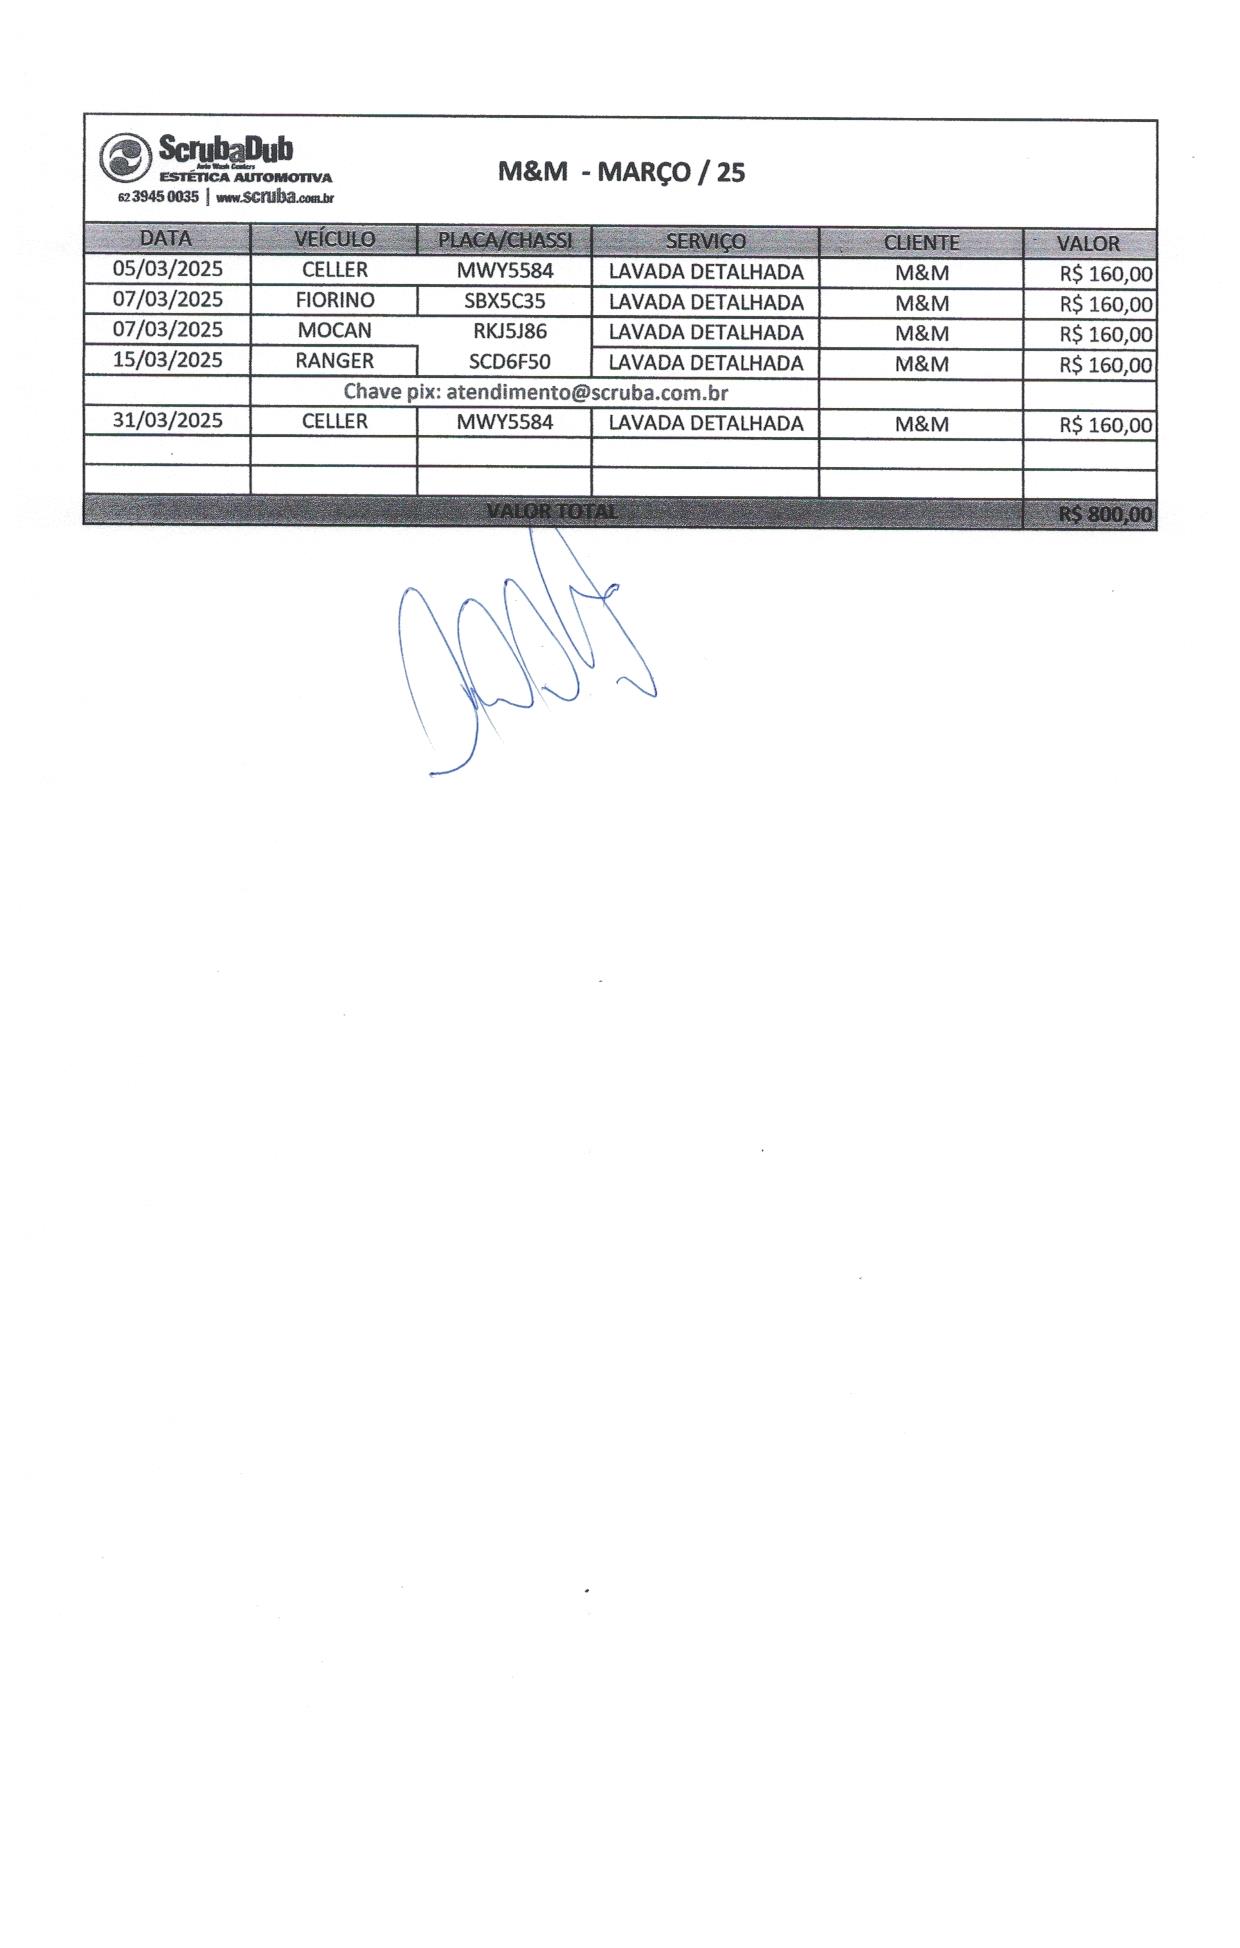 ScrubaDub
Auto Wash Centers
ESTÉTICA AUTOMOTIVA
62 3945 0035 | www.scruba.com.br
M&M - MARÇO / 25
DATA VEÍCULO PLACA/CHASSI SERVIÇO CLIENTE VALOR
05/03/2025 CELLER MWY5584 LAVADA DETALHADA M&M R$ 160,00
07/03/2025 FIORINO SBX5C35 LAVADA DETALHADA M&M R$ 160,00
07/03/2025 MOCAN RKJ5J86 LAVADA DETALHADA M&M R$ 160,00
15/03/2025 RANGER SCD6F50 LAVADA DETALHADA M&M R$ 160,00
Chave pix: atendimento@scruba.com.br
31/03/2025 CELLER MWY5584 LAVADA DETALHADA M&M R$ 160,00
VALOR TOTAL R$ 800,00